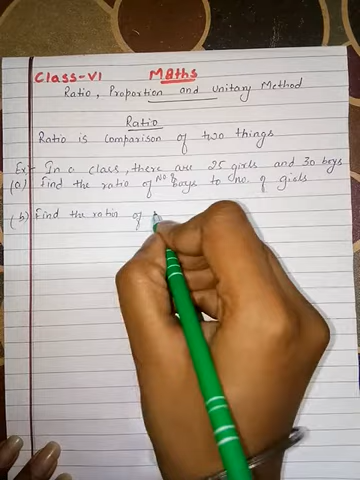 Class-VI MAths
Ratio, Proportion and Unitary Method
Ratio
Ratio is comparison of two things
Ex:- In a class, there are 25 girls and 30 boys
(a) Find the ratio of No. of boys to no. of girls
(b) Find the ratio of